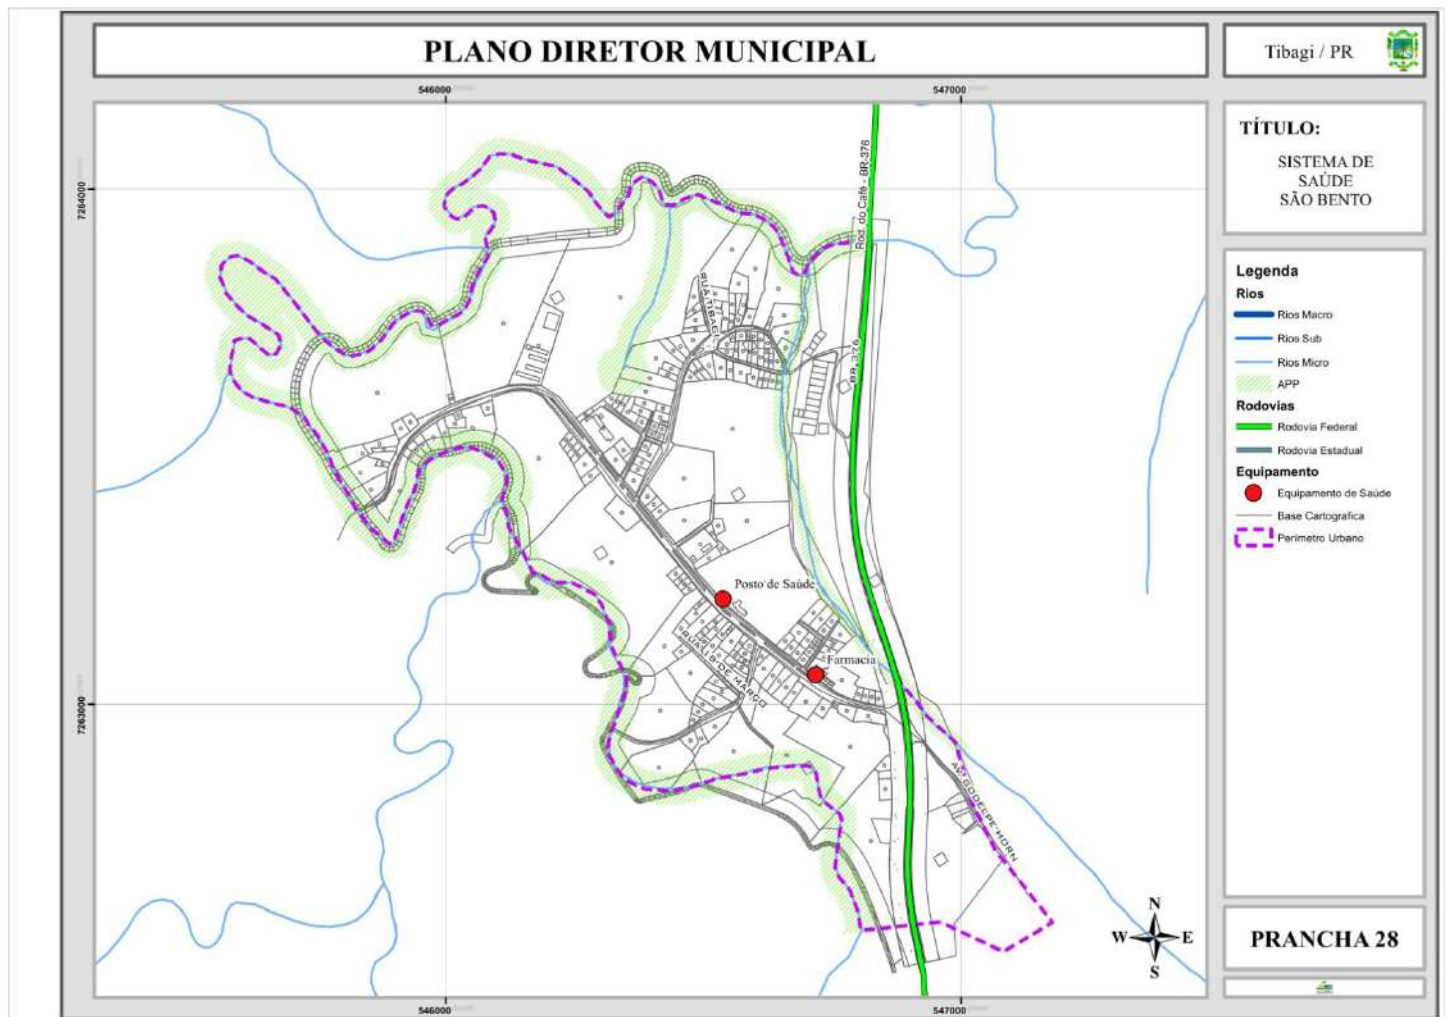 PLANO DIRETOR MUNICIPAL
Tibagi / PR
TÍTULO:
SISTEMA DE
SAÚDE
SÃO BENTO
546000
547000
7264000
7263000
Rod. do Café - BR-376
RUA TIBAGI
BR-376
Posto de Saúde
Farmacia
RUA 18 DE MARÇO
Legenda
Rios
Rios Macro
Rios Sub
Rios Micro
APP
Rodovias
Rodovia Federal
Rodovia Estadual
Equipamento
Equipamento de Saúde
Base Cartografica
Perímetro Urbano
N
W
E
S
PRANCHA 28
546000
547000